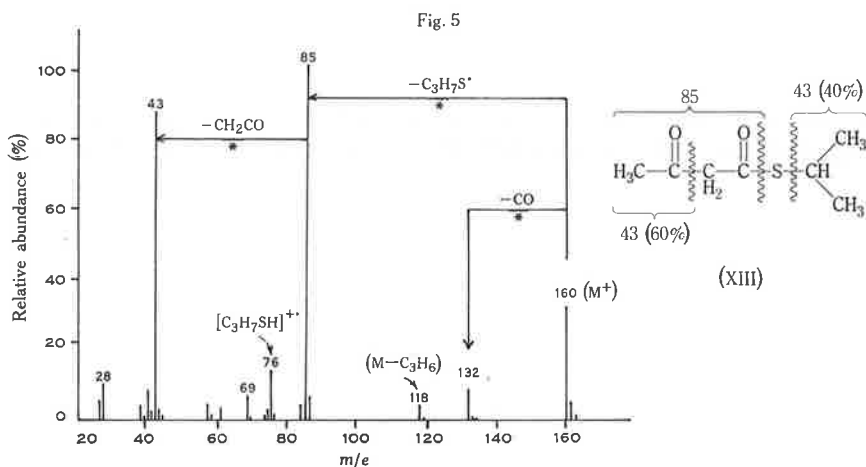 Fig. 5
Relative abundance (%)
100
80
60
40
20
0
20 40 60 80 100 120 140 160
m/e
28
43
69
76
85
118
132
160 (M⁺)
−CH₂CO
*
−C₃H₇S•
*
−CO
*
[C₃H₇SH]⁺•
(M−C₃H₆)
85
43 (40%)
O O CH₃
H₃C−C−C−C−S−CH
H₂ CH₃
43 (60%)
(XIII)